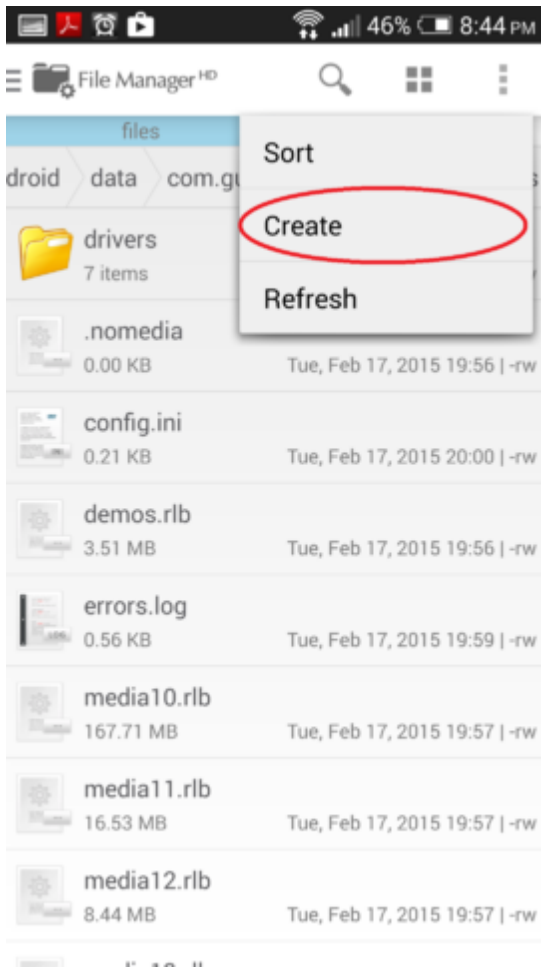 46% 8:44 PM
File Manager HD
files
droid data com.gu s
Sort
Create
Refresh
drivers
7 items
.nomedia
0.00 KB Tue, Feb 17, 2015 19:56 | -rw
config.ini
0.21 KB Tue, Feb 17, 2015 20:00 | -rw
demos.rlb
3.51 MB Tue, Feb 17, 2015 19:56 | -rw
errors.log
0.56 KB Tue, Feb 17, 2015 19:59 | -rw
media10.rlb
167.71 MB Tue, Feb 17, 2015 19:57 | -rw
media11.rlb
16.53 MB Tue, Feb 17, 2015 19:57 | -rw
media12.rlb
8.44 MB Tue, Feb 17, 2015 19:57 | -rw